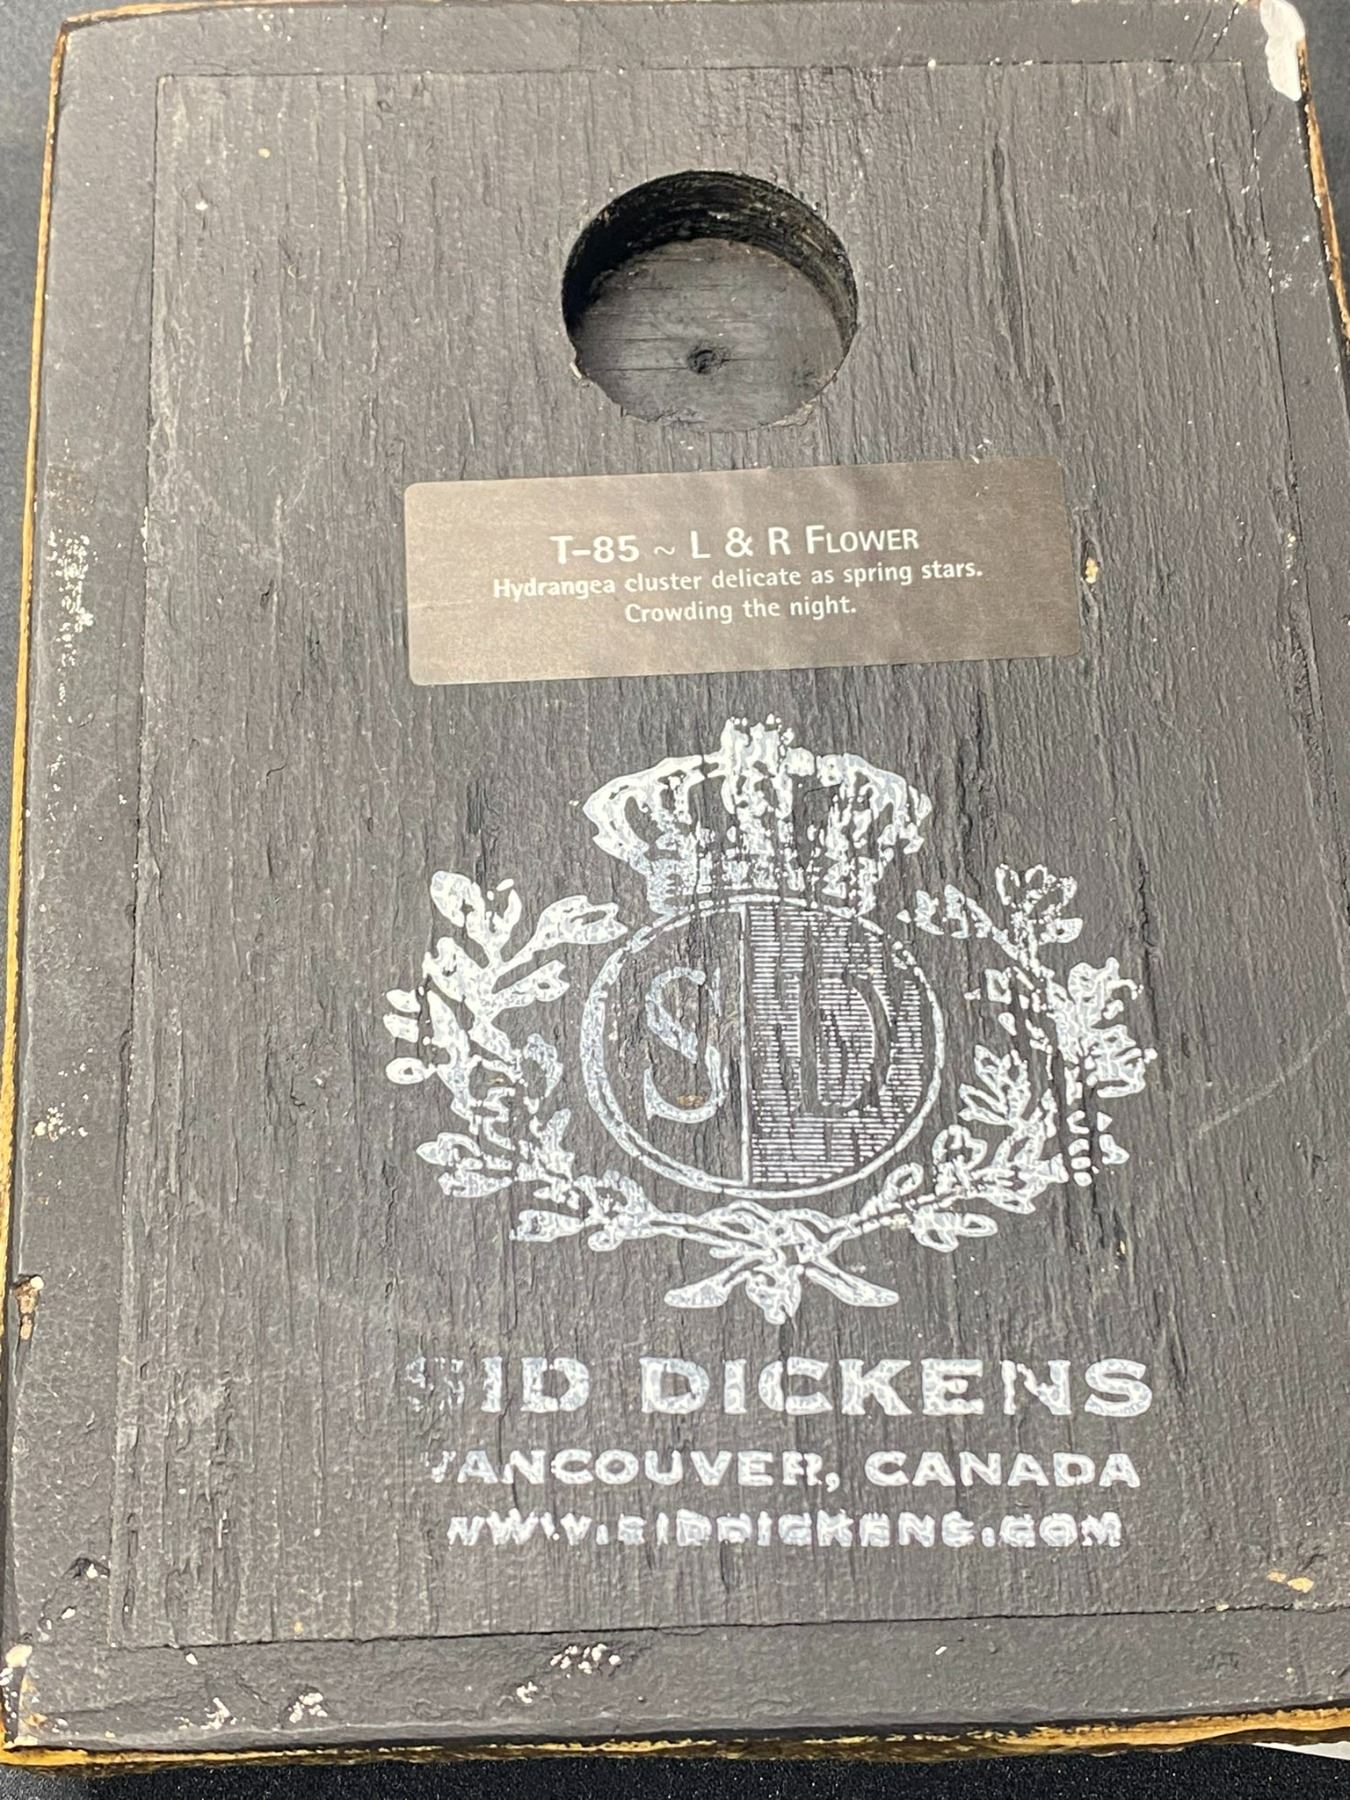 T-85 ~ L & R FLOWER
Hydrangea cluster delicate as spring stars.
Crowding the night.
SD
SID DICKENS
VANCOUVER, CANADA
WWW.SIDDICKENS.COM